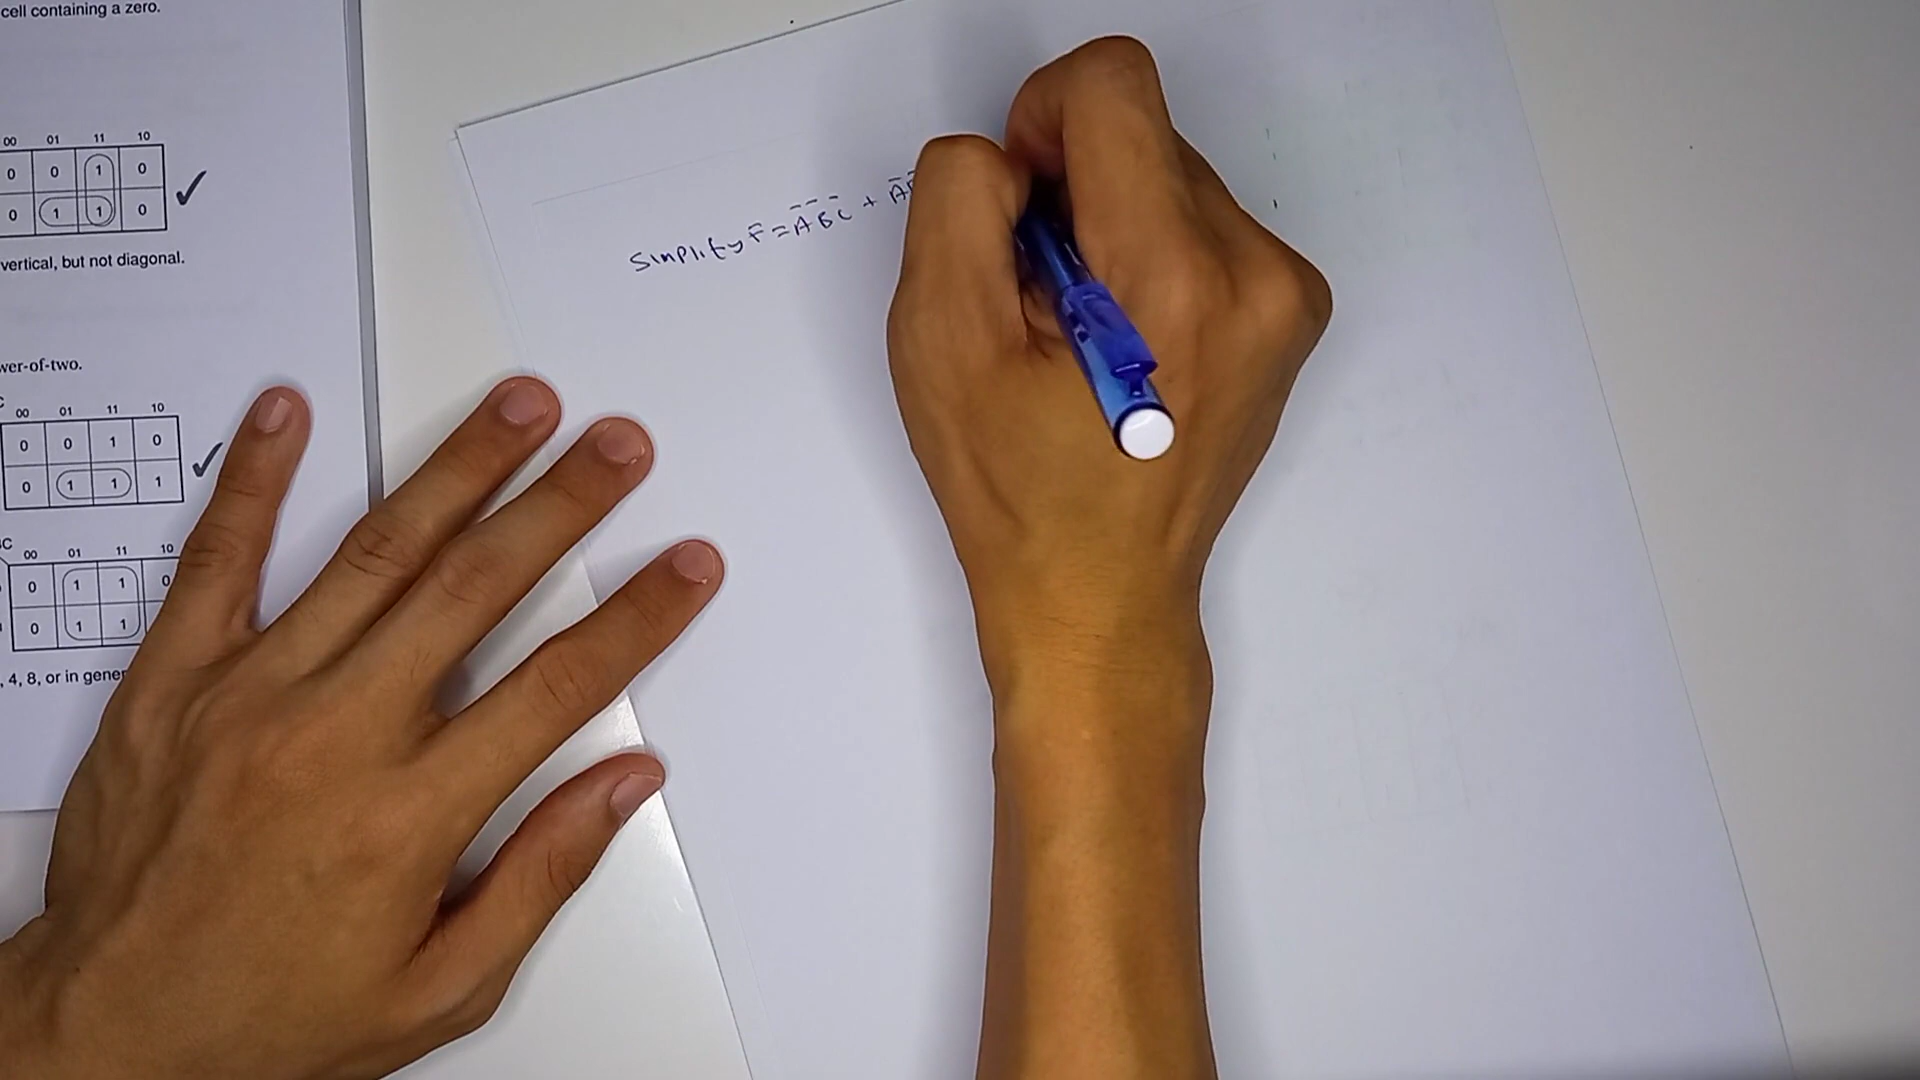 cell containing a zero.
00 01 11 10
0 0 1 0
0 1 1 0
vertical, but not diagonal.
wer-of-two.
C 00 01 11 10
0 0 1 0
0 1 1 1
C 00 01 11 10
0 1 1 0
0 1 1
, 4, 8, or in gener
Simplify F = A̅ B̅ C̅ + A̅